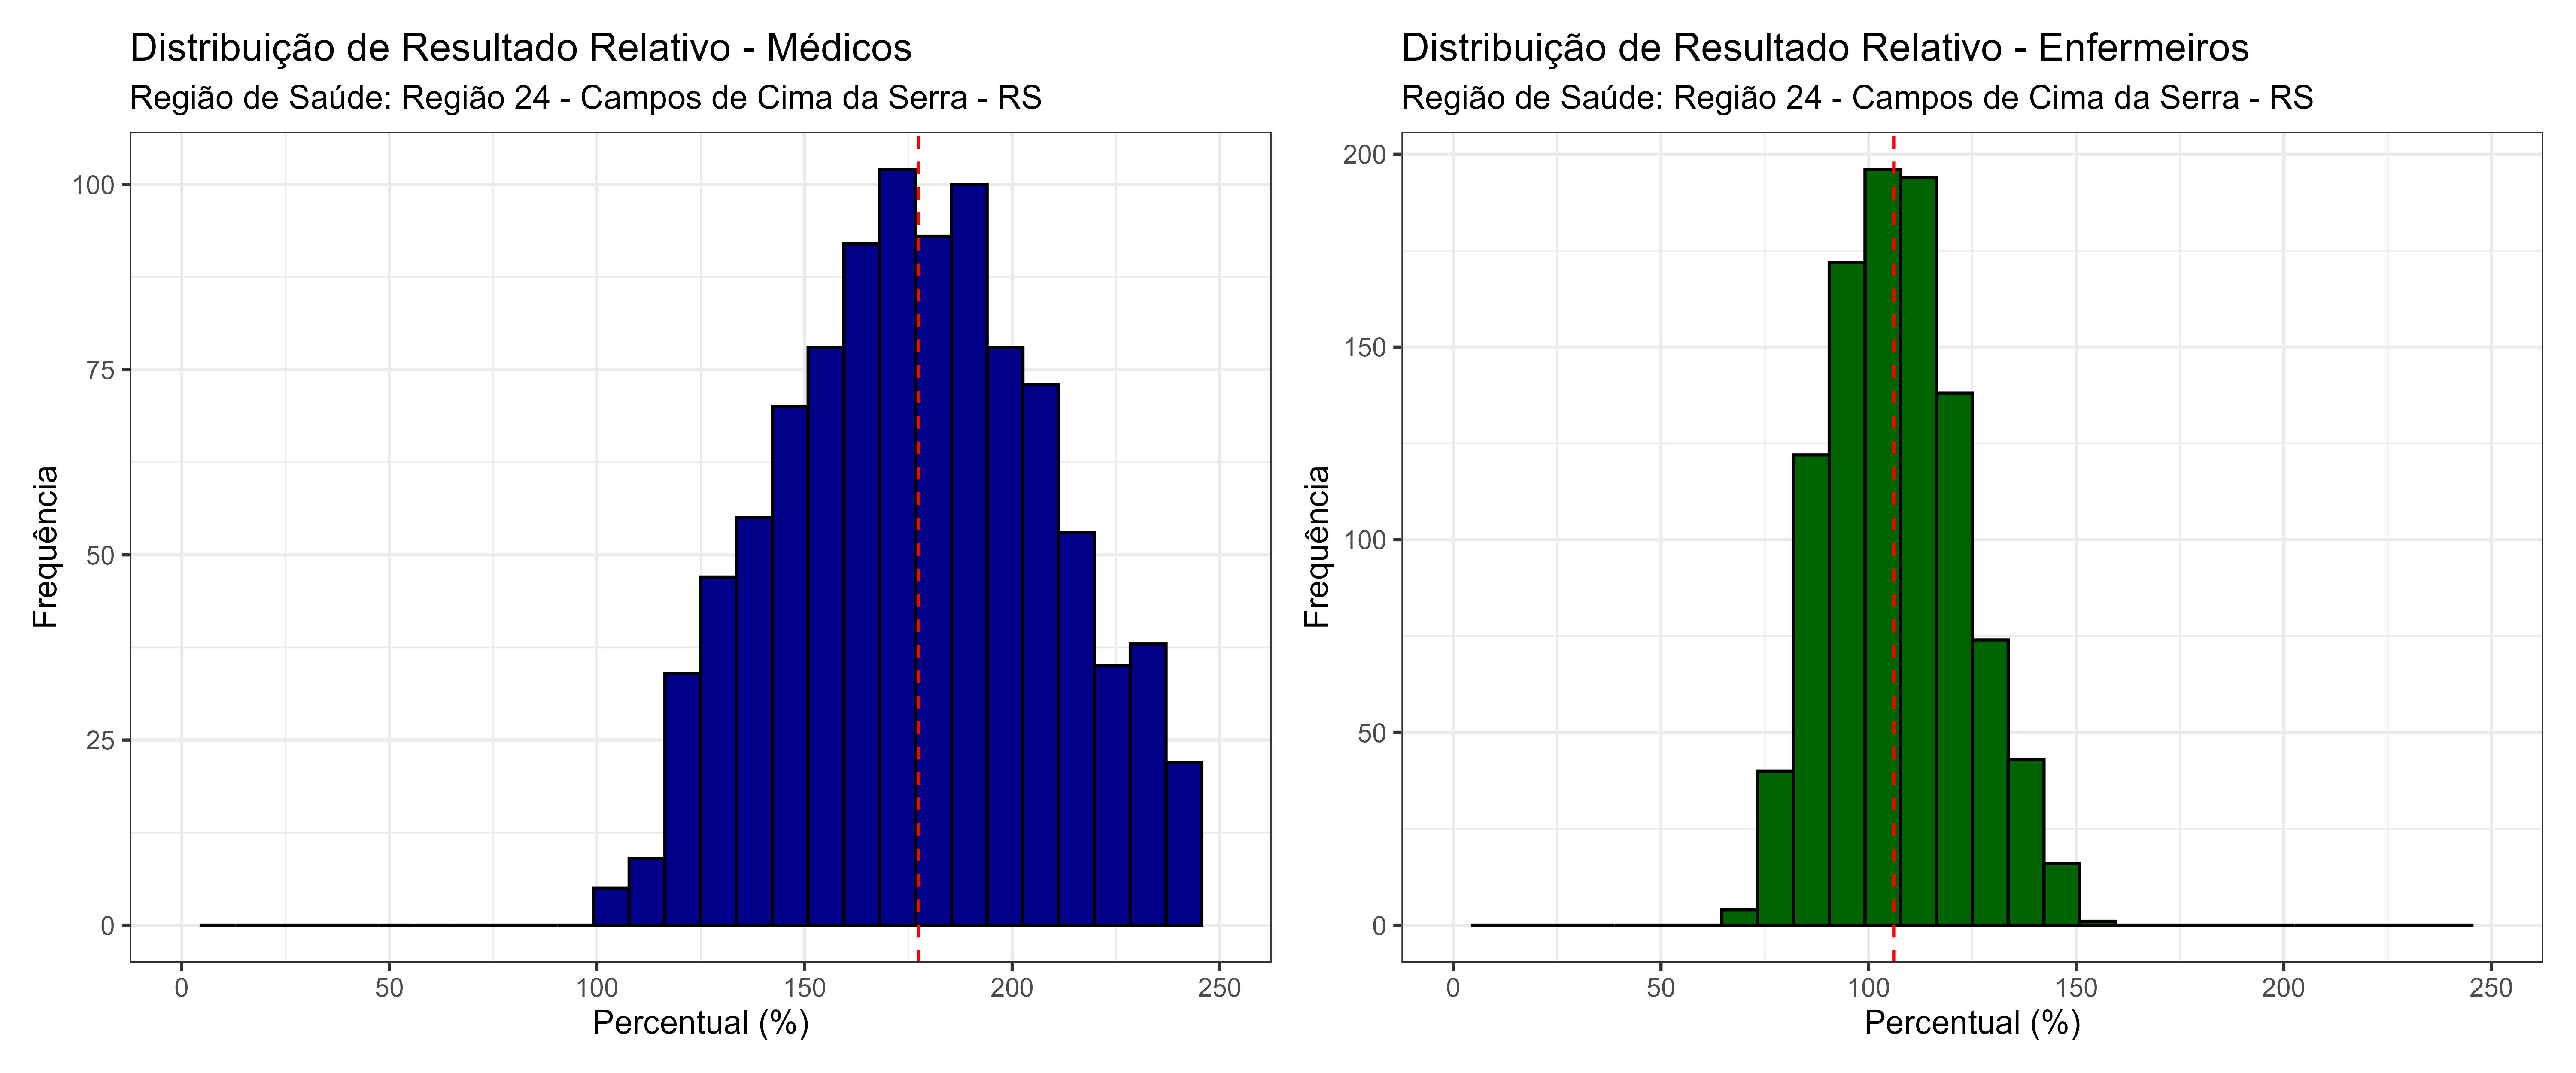 Distribuição de Resultado Relativo - Médicos
Região de Saúde: Região 24 - Campos de Cima da Serra - RS
Frequência
100
75
50
25
0
0 50 100 150 200 250
Percentual (%)
Distribuição de Resultado Relativo - Enfermeiros
Região de Saúde: Região 24 - Campos de Cima da Serra - RS
Frequência
200
150
100
50
0
0 50 100 150 200 250
Percentual (%)